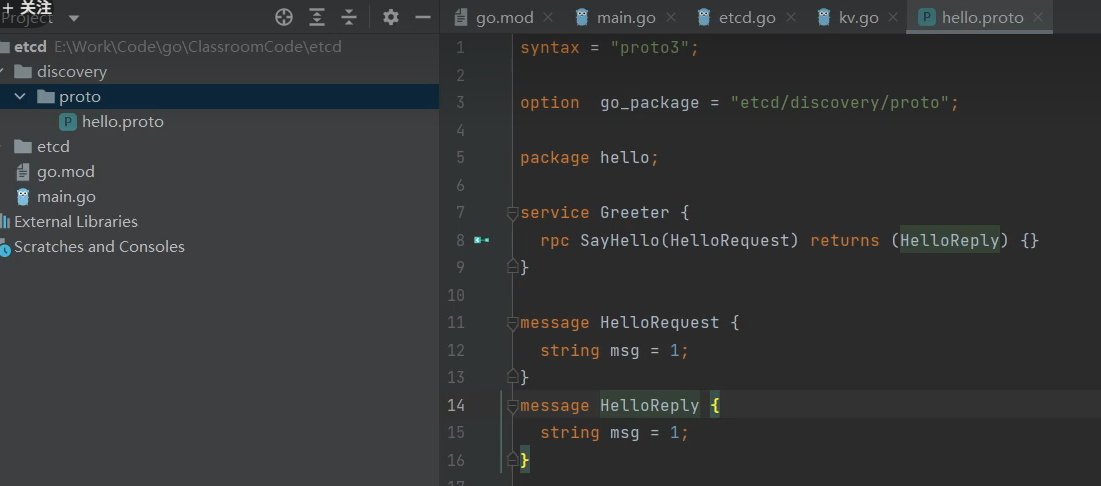 + 关注
Project
etcd E:\Work\Code\go\ClassroomCode\etcd
discovery
proto
hello.proto
etcd
go.mod
main.go
External Libraries
Scratches and Consoles
go.mod main.go etcd.go kv.go hello.proto
1 syntax = "proto3";
2
3 option  go_package = "etcd/discovery/proto";
4
5 package hello;
6
7 service Greeter {
8   rpc SayHello(HelloRequest) returns (HelloReply) {}
9 }
10
11 message HelloRequest {
12   string msg = 1;
13 }
14 message HelloReply {
15   string msg = 1;
16 }
17